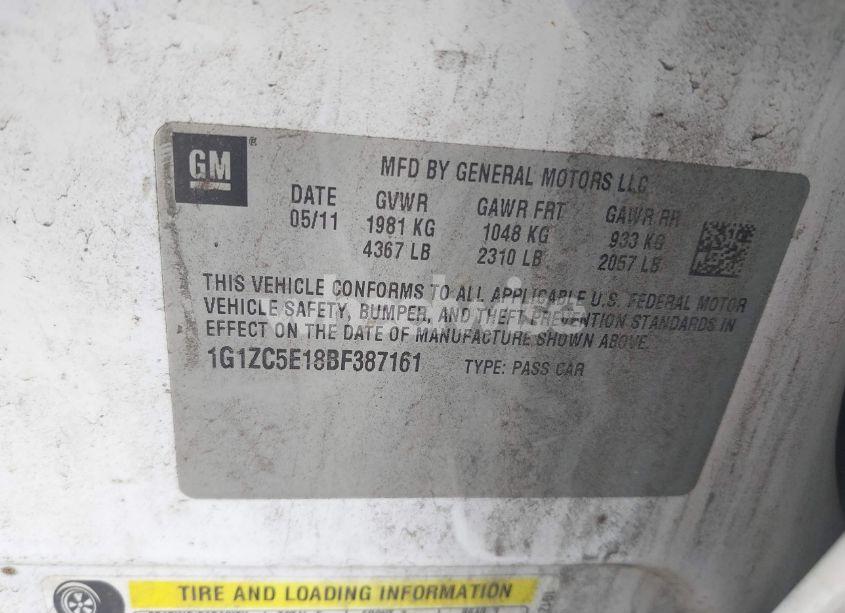 GM®
MFD BY GENERAL MOTORS LLC
DATE GVWR GAWR FRT GAWR RR
05/11 1981 KG 1048 KG 933 KG
4367 LB 2310 LB 2057 LB
THIS VEHICLE CONFORMS TO ALL APPLICABLE U.S. FEDERAL MOTOR
VEHICLE SAFETY, BUMPER, AND THEFT PREVENTION STANDARDS IN
EFFECT ON THE DATE OF MANUFACTURE SHOWN ABOVE.
1G1ZC5E18BF387161 TYPE: PASS CAR
TIRE AND LOADING INFORMATION